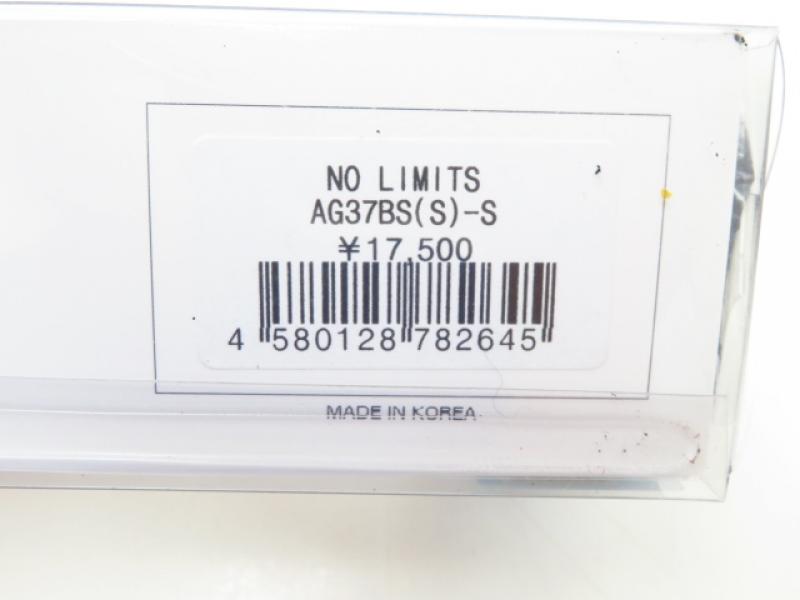 NO LIMITS
AG37BS(S)-S
¥17,500
4 580128 782645
MADE IN KOREA